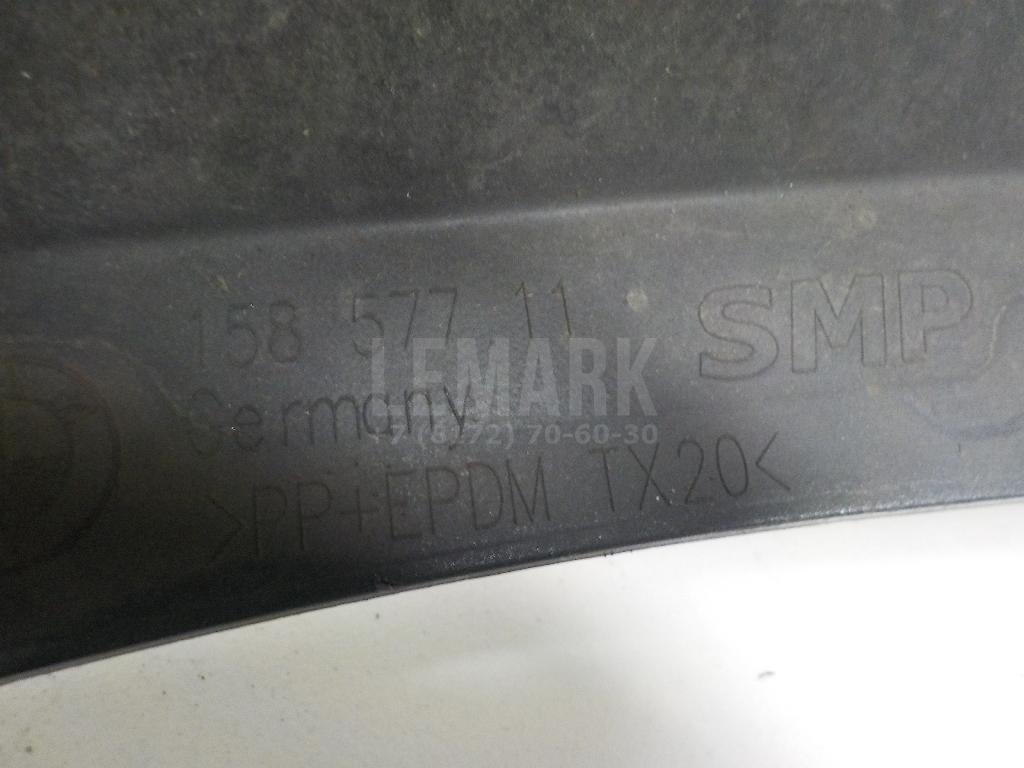 158 577 11
SMP
LEMARK
Germany
+7 (8172) 70-60-30
>PP+EPDM TX20<